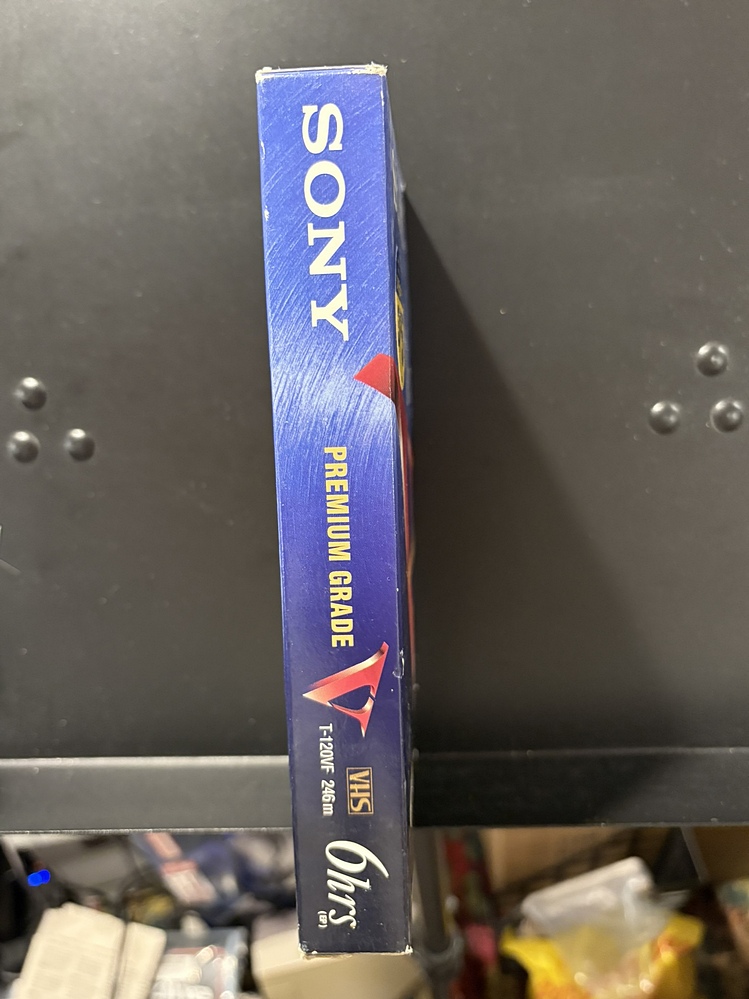 SONY
PREMIUM GRADE
V
VHS
T-120VF 246m
6hrs
(EP)